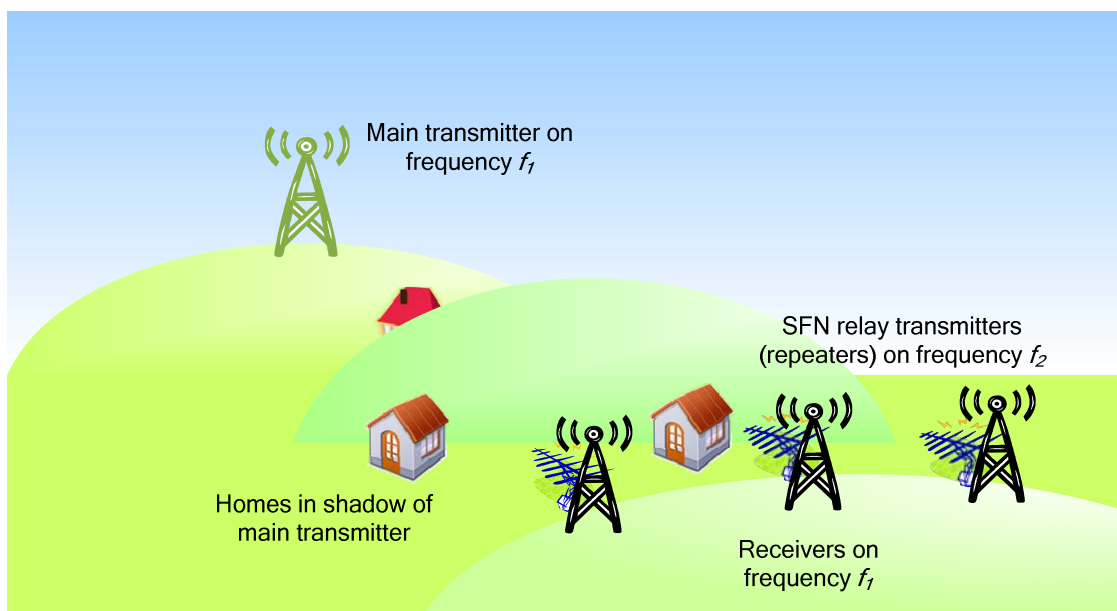 Main transmitter on
frequency f1
SFN relay transmitters
(repeaters) on frequency f2
Homes in shadow of
main transmitter
Receivers on
frequency f1